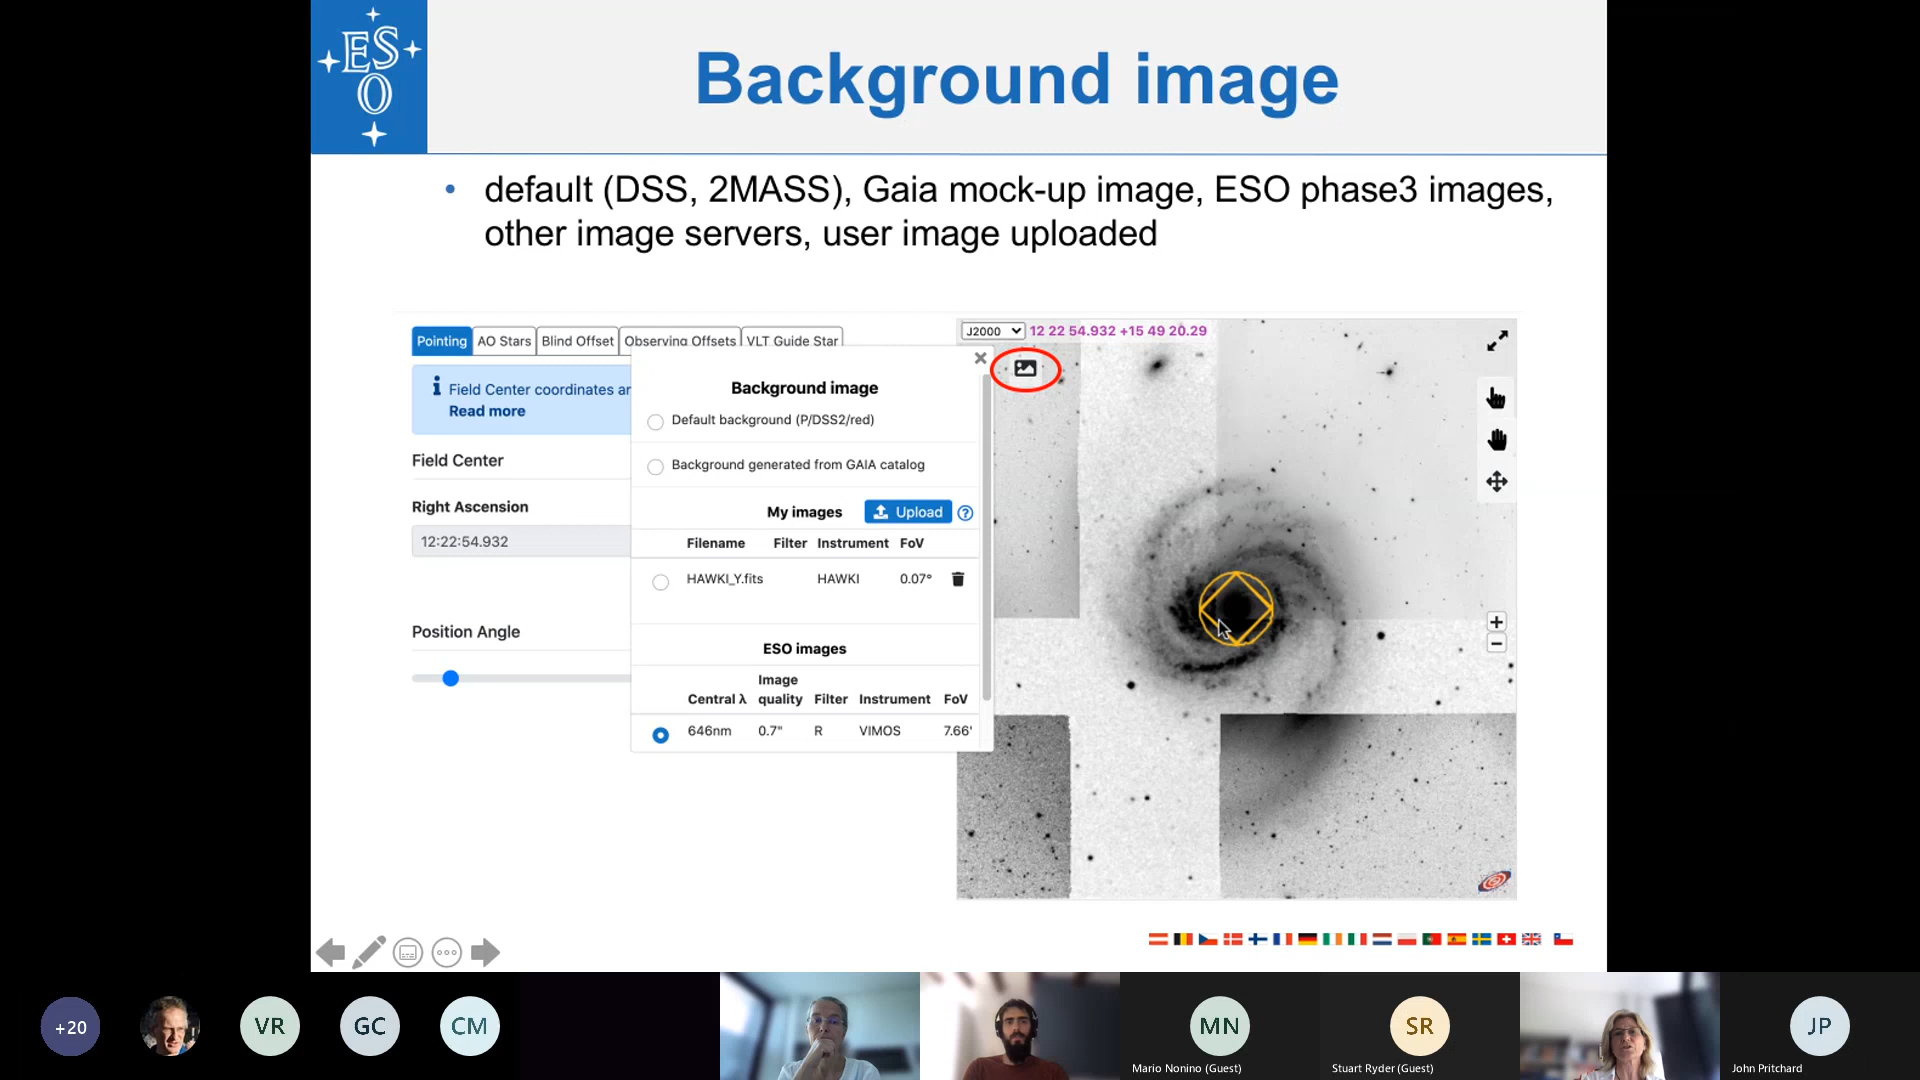 ESO
Background image
• default (DSS, 2MASS), Gaia mock-up image, ESO phase3 images,
other image servers, user image uploaded
Pointing AO Stars Blind Offset Observing Offsets VLT Guide Star
Field Center coordinates ar
Read more
Field Center
Right Ascension
12:22:54.932
Position Angle
Background image
Default background (P/DSS2/red)
Background generated from GAIA catalog
My images Upload ?
Filename Filter Instrument FoV
HAWKI_Y.fits HAWKI 0.07°
ESO images
Central λ Image quality Filter Instrument FoV
646nm 0.7" R VIMOS 7.66'
J2000 12 22 54.932 +15 49 20.29
+20
VR
GC
CM
MN
Mario Nonino (Guest)
SR
Stuart Ryder (Guest)
JP
John Pritchard